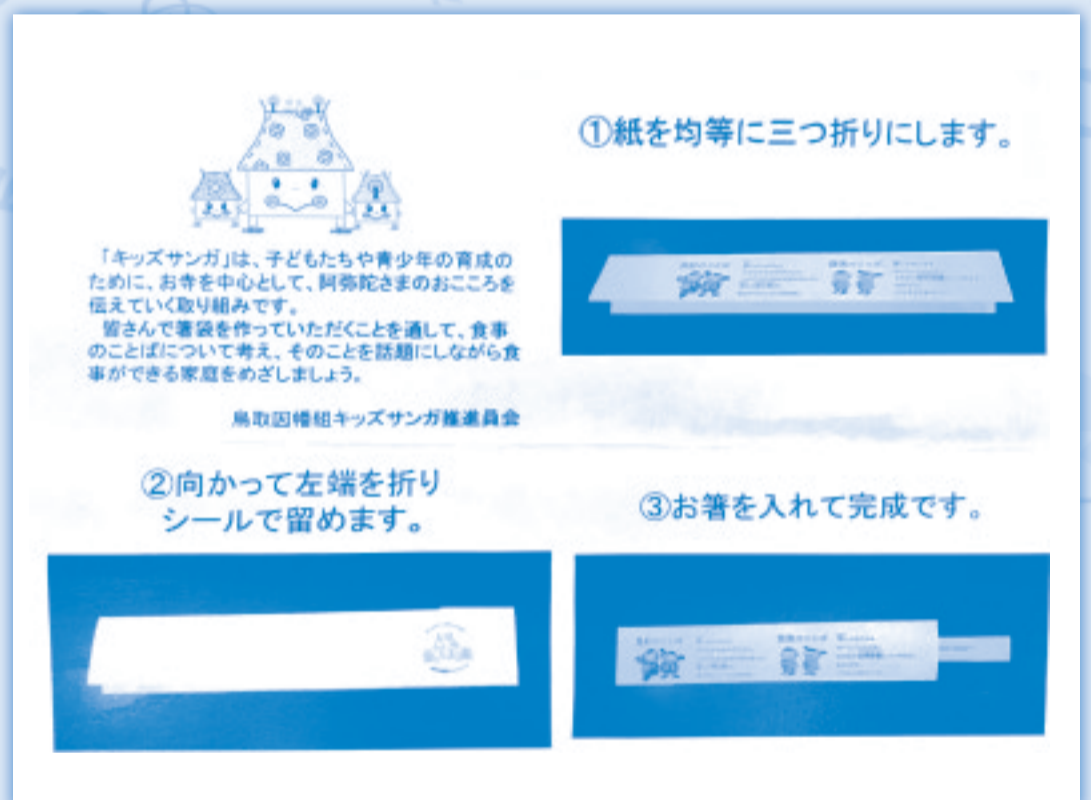 「キッズサンガ」は、子どもたちや青少年の育成の
ために、お寺を中心として、阿弥陀さまのおこころを
伝えていく取り組みです。
皆さんで箸袋を作っていただくことを通して、食事
のことばについて考え、そのことを話題にしながら食
事ができる家庭をめざしましょう。
鳥取因幡組キッズサンガ推進員会
①紙を均等に三つ折りにします。
②向かって左端を折り
シールで留めます。
③お箸を入れて完成です。